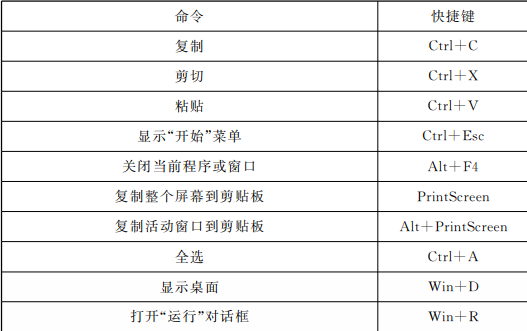 命令 快捷键
复制 Ctrl+C
剪切 Ctrl+X
粘贴 Ctrl+V
显示“开始”菜单 Ctrl+Esc
关闭当前程序或窗口 Alt+F4
复制整个屏幕到剪贴板 PrintScreen
复制活动窗口到剪贴板 Alt+PrintScreen
全选 Ctrl+A
显示桌面 Win+D
打开“运行”对话框 Win+R